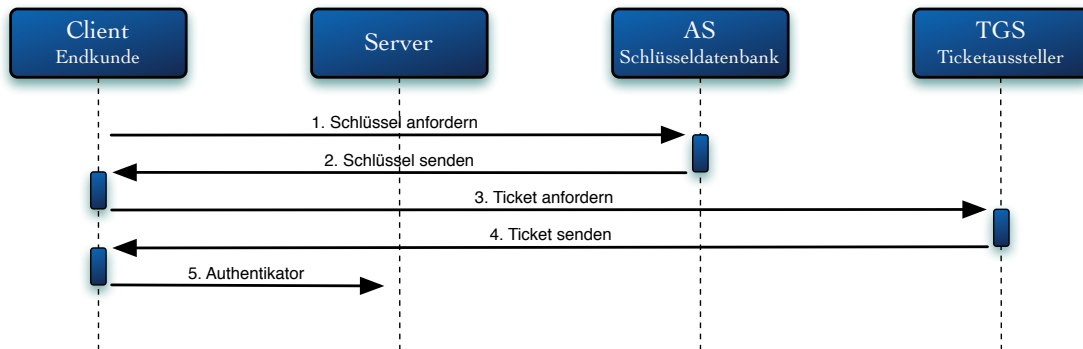 Client
Endkunde
Server
AS
Schlüsseldatenbank
TGS
Ticketaussteller
1. Schlüssel anfordern
2. Schlüssel senden
3. Ticket anfordern
4. Ticket senden
5. Authentikator